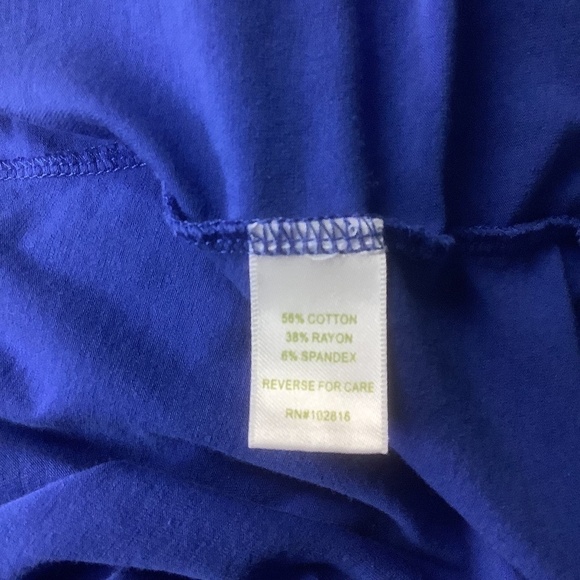 56% COTTON
38% RAYON
6% SPANDEX
REVERSE FOR CARE
RN#102816